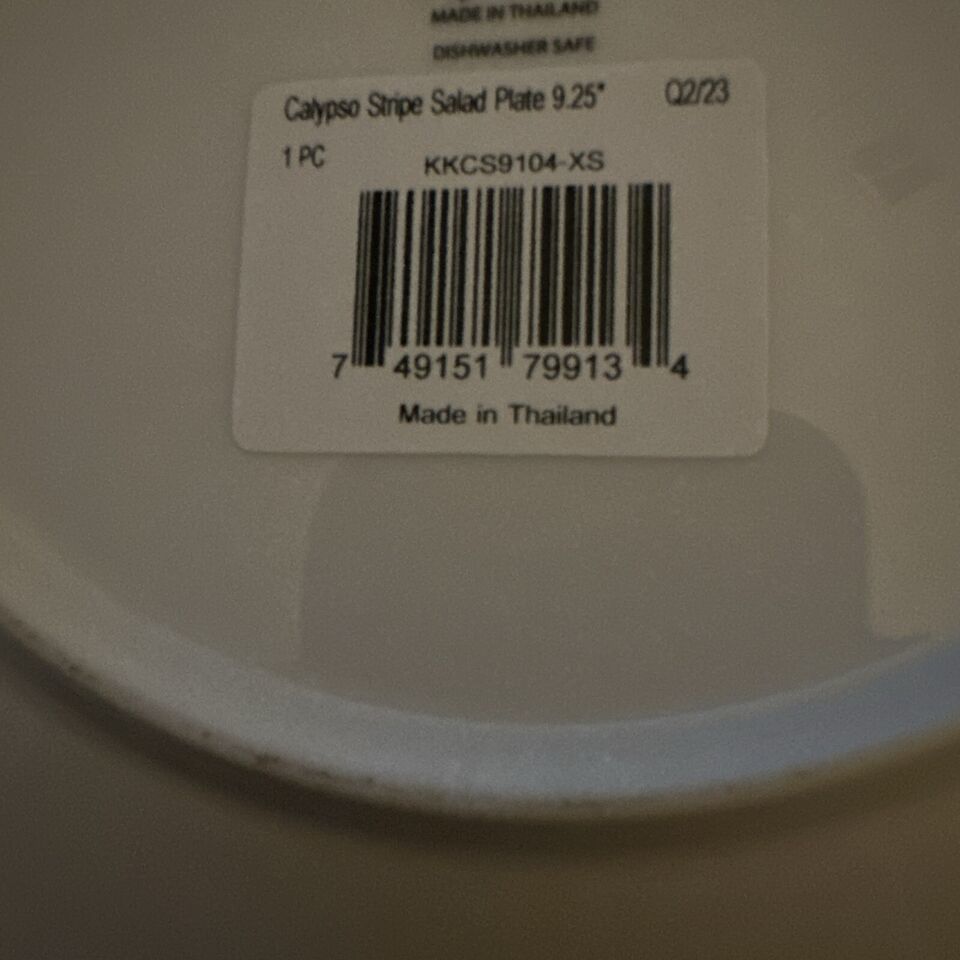 MADE IN THAILAND
DISHWASHER SAFE
Calypso Stripe Salad Plate 9.25" Q2/23
1 PC KKCS9104-XS
7 49151 79913 4
Made in Thailand